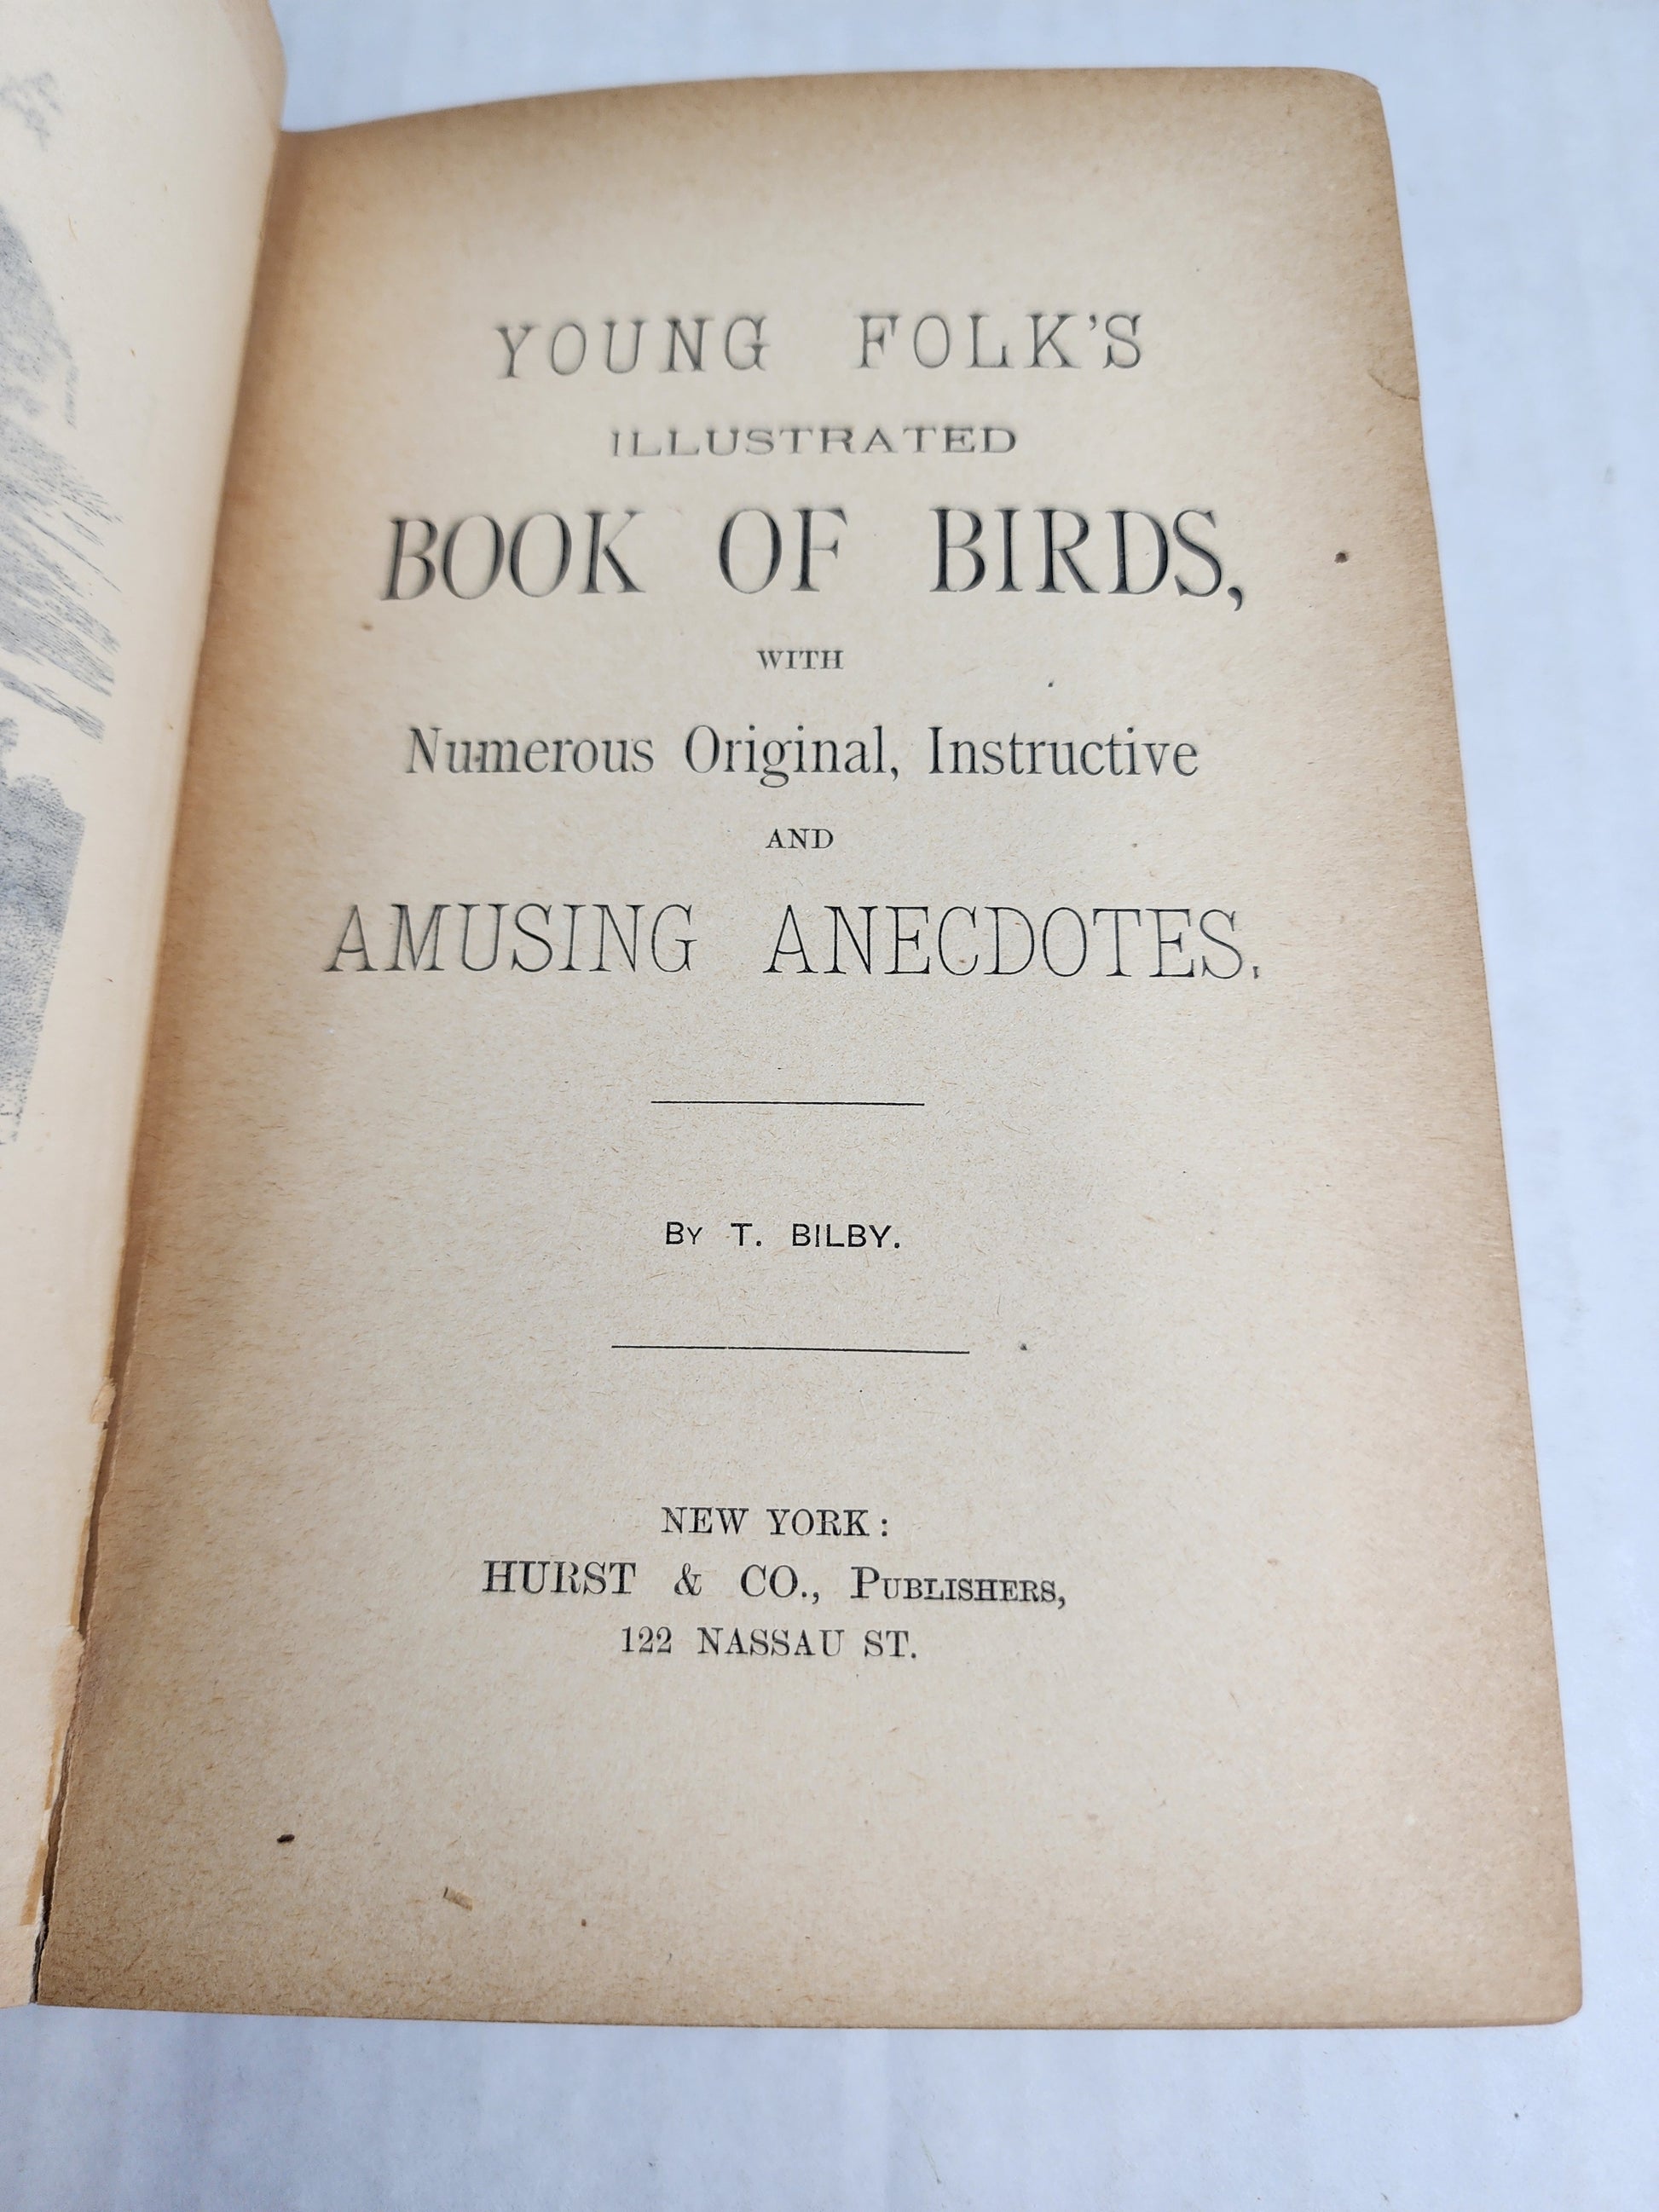 YOUNG FOLK'S
ILLUSTRATED
BOOK OF BIRDS,
WITH
Numerous Original, Instructive
AND
AMUSING ANECDOTES.
BY T. BILBY.
NEW YORK:
HURST & CO., PUBLISHERS,
122 NASSAU ST.